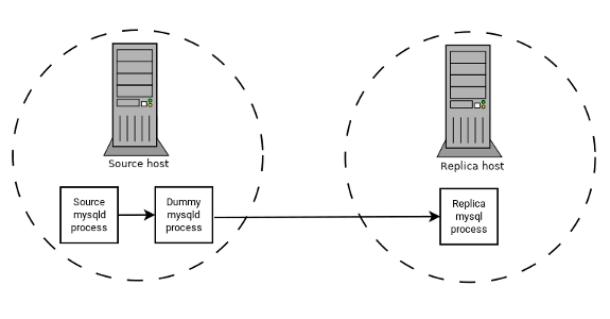 Source host
Replica host
Source
mysqld
process
Dummy
mysqld
process
Replica
mysql
process